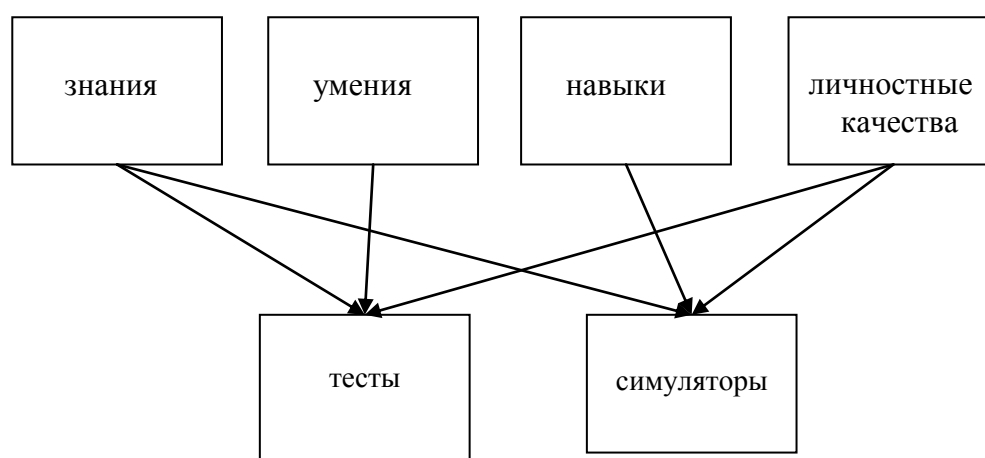 знания
умения
навыки
личностные
качества
тесты
симуляторы